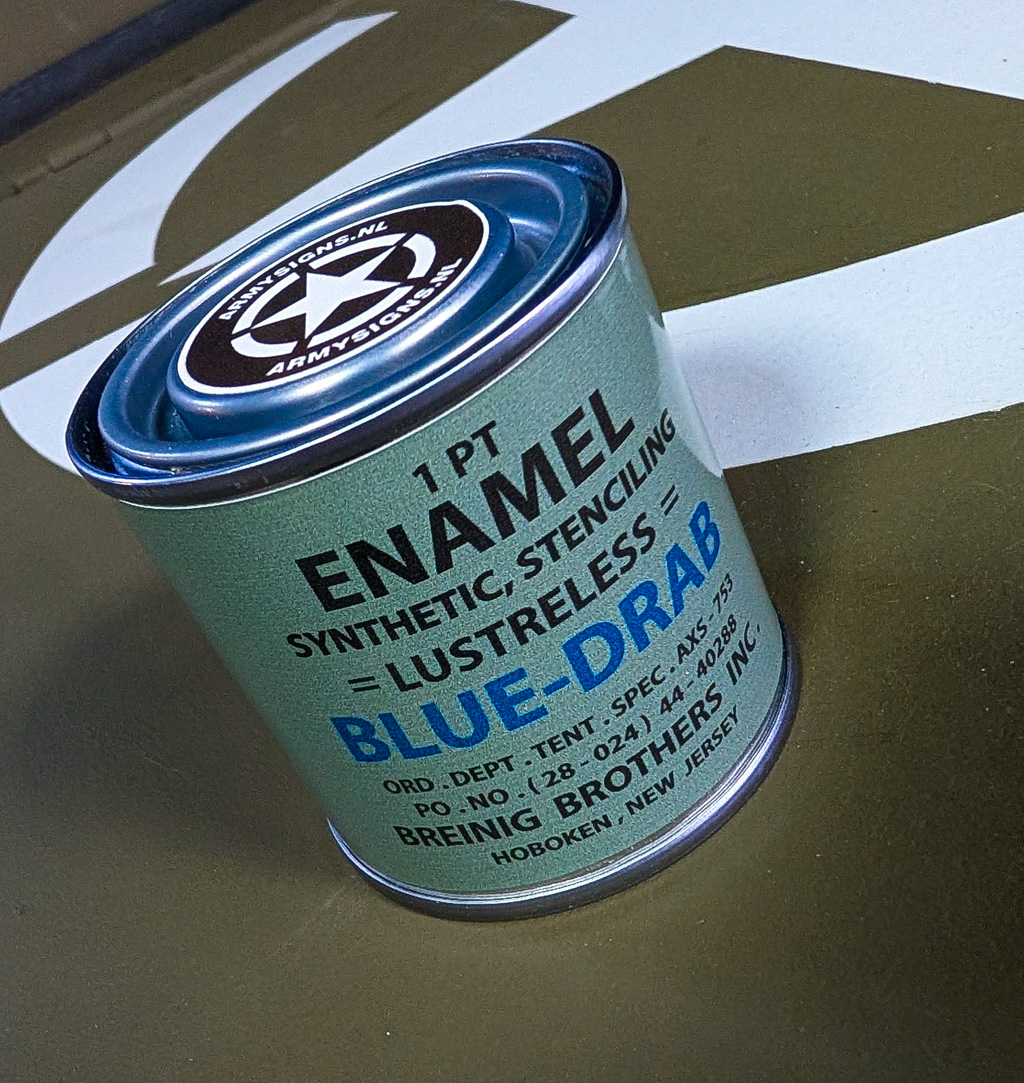 ARMYSIGNS.NL
ARMYSIGNS.NL
1 PT
ENAMEL
SYNTHETIC, STENCILING
= LUSTRELESS =
BLUE-DRAB
ORD . DEPT . TENT . SPEC . AXS - 753
PO . NO . ( 28 - 024 ) 44 - 40288
BREINIG BROTHERS INC.
HOBOKEN , NEW JERSEY